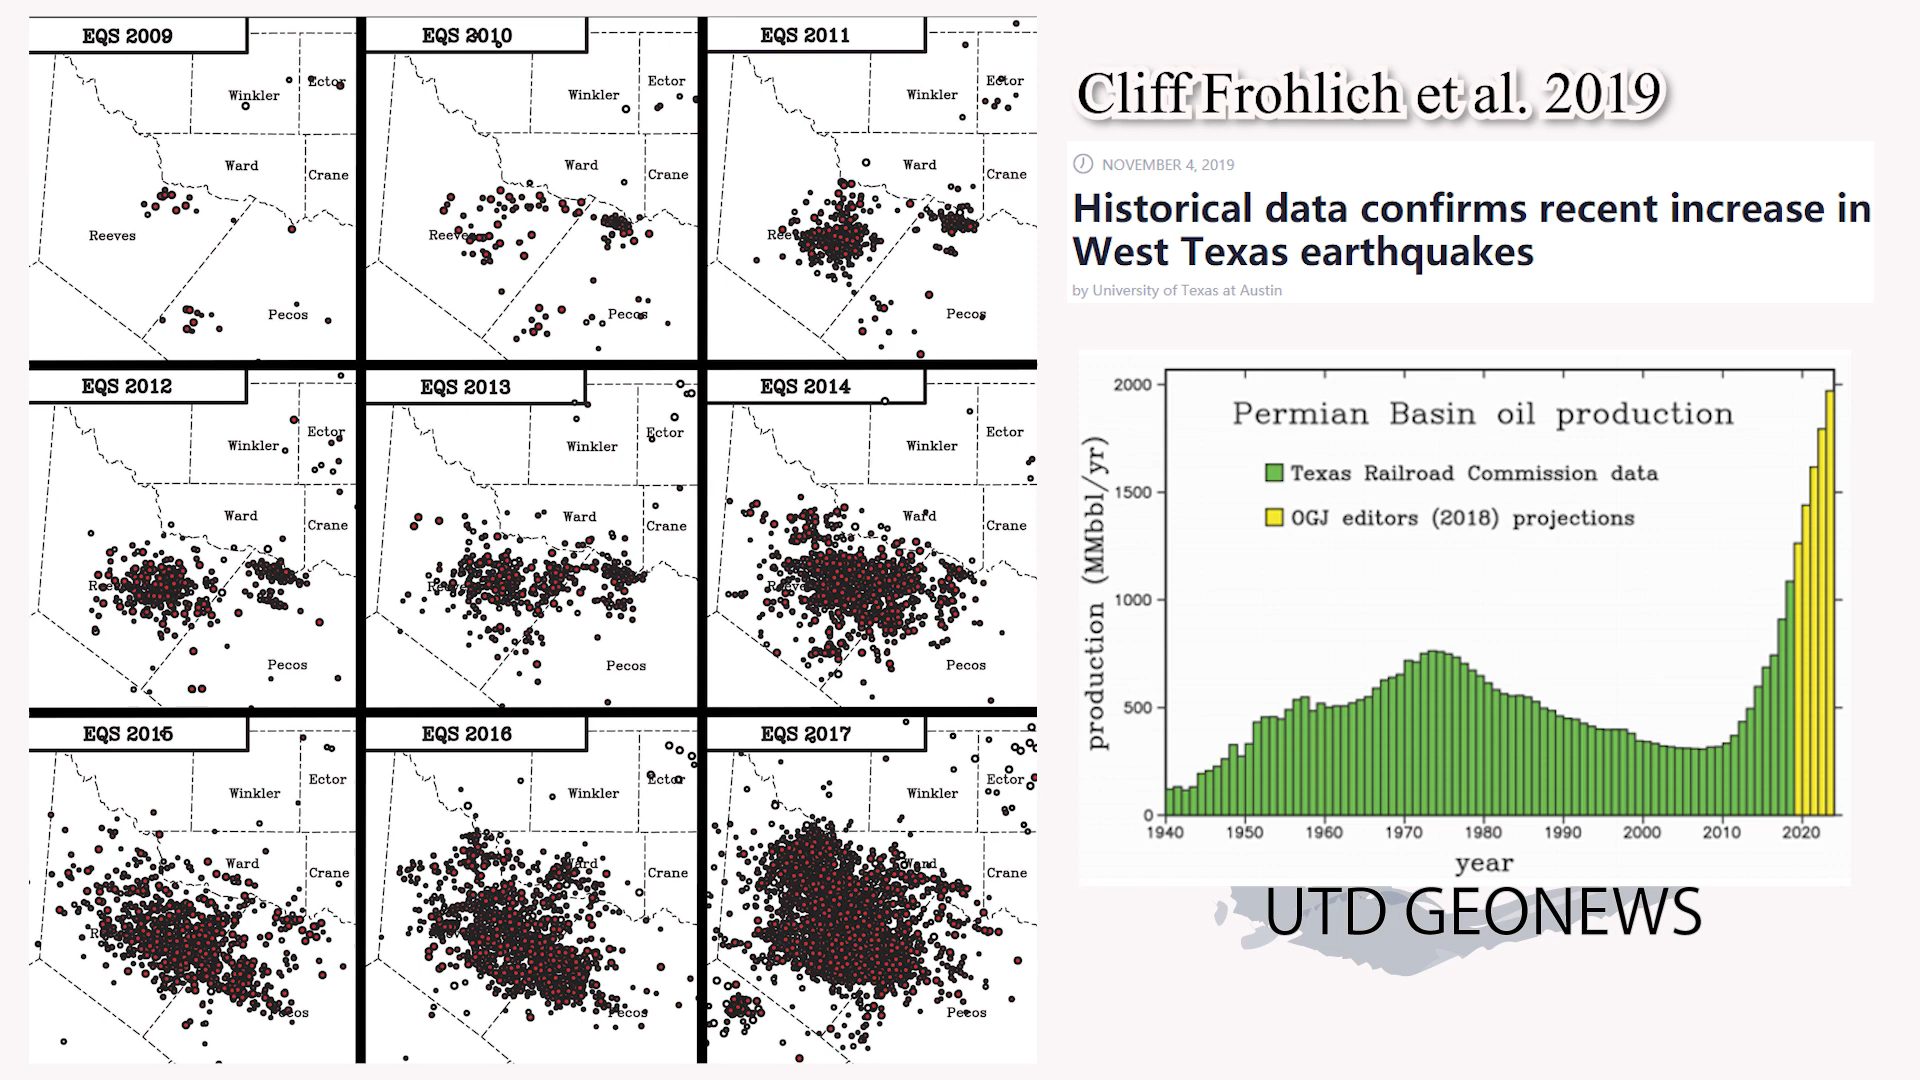 EQS 2009
Ector
Winkler
Ward
Crane
Reeves
Pecos
EQS 2010
Ector
Winkler
Ward
Crane
Reeves
Pecos
EQS 2011
Ector
Winkler
Ward
Crane
Pecos
EQS 2012
Ector
Winkler
Ward
Crane
Pecos
EQS 2013
Ector
Winkler
Ward
Crane
Pecos
EQS 2014
Ector
Winkler
Ward
Crane
Reeves
Pecos
EQS 2015
Ector
Winkler
Ward
Crane
EQS 2016
Ector
Winkler
Ward
Crane
Pecos
EQS 2017
Ector
Winkler
Ward
Crane
Pecos
Cliff Frohlich et al. 2019
NOVEMBER 4, 2019
Historical data confirms recent increase in
West Texas earthquakes
by University of Texas at Austin
Permian Basin oil production
Texas Railroad Commission data
OGJ editors (2018) projections
production (MMbbl/yr)
2000
1500
1000
500
0
1940 1950 1960 1970 1980 1990 2000 2010 2020
year
UTD GEONEWS